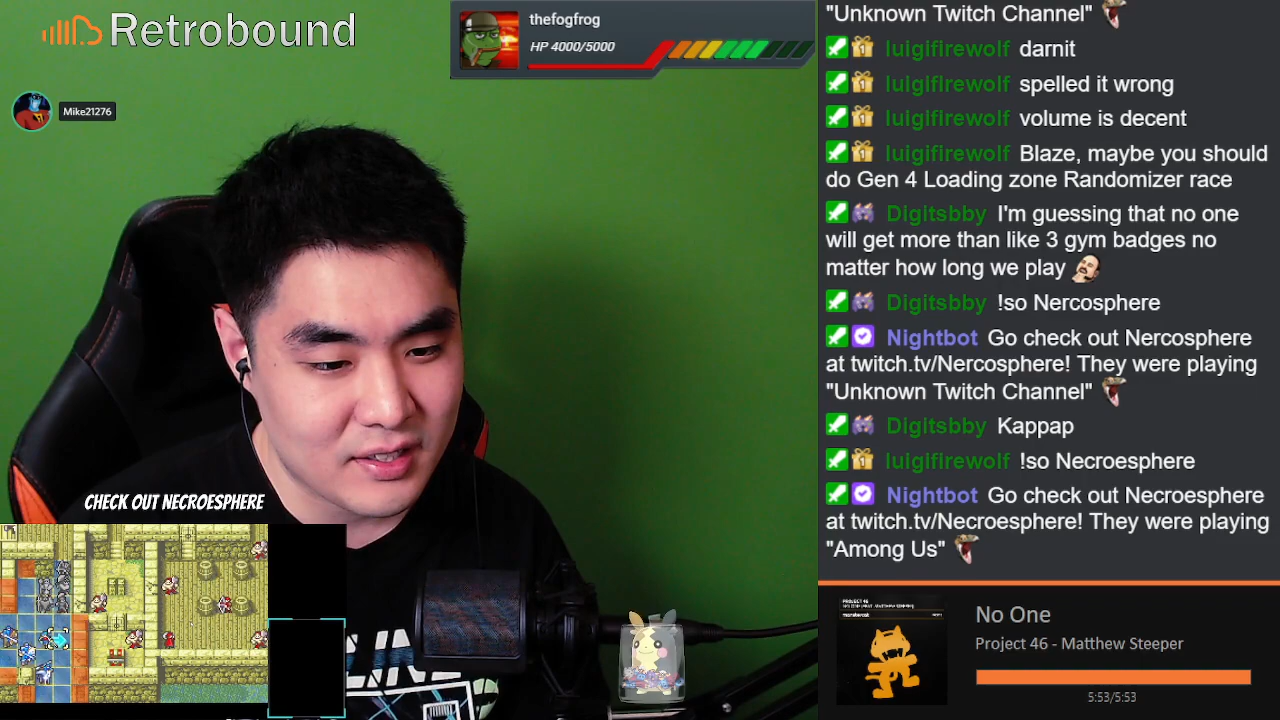 Retrobound
thefogfrog
HP 4000/5000
Mike21276
CHECK OUT NECROESPHERE
"Unknown Twitch Channel"
luigifirewolf darnit
luigifirewolf spelled it wrong
luigifirewolf volume is decent
luigifirewolf Blaze, maybe you should
do Gen 4 Loading zone Randomizer race
Digitsbby I'm guessing that no one
will get more than like 3 gym badges no
matter how long we play
Digitsbby !so Nercosphere
Nightbot Go check out Nercosphere
at twitch.tv/Nercosphere! They were playing
"Unknown Twitch Channel"
Digitsbby Kappap
luigifirewolf !so Necroesphere
Nightbot Go check out Necroesphere
at twitch.tv/Necroesphere! They were playing
"Among Us"
PROJECT 46
monstercat
No One
Project 46 - Matthew Steeper
5:53/5:53